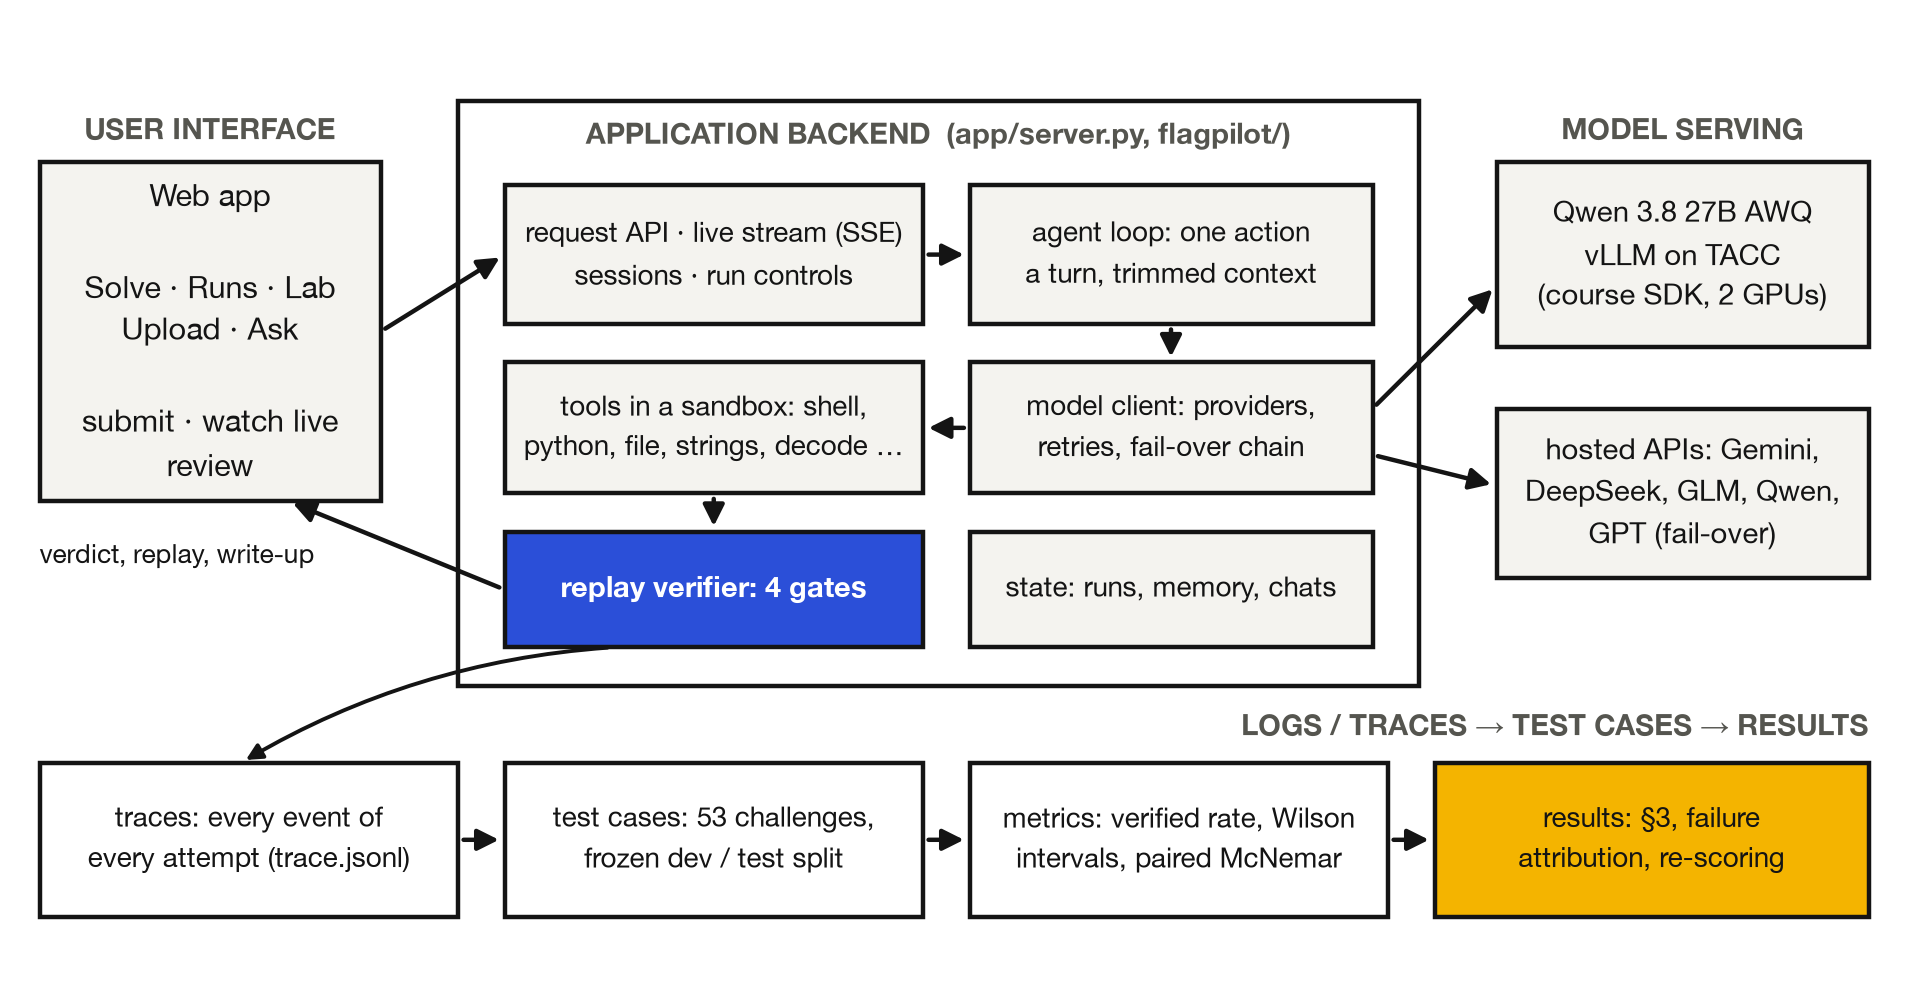 USER INTERFACE
Web app
Solve · Runs · Lab
Upload · Ask
submit · watch live
review
verdict, replay, write-up
APPLICATION BACKEND (app/server.py, flagpilot/)
request API · live stream (SSE)
sessions · run controls
agent loop: one action
a turn, trimmed context
tools in a sandbox: shell,
python, file, strings, decode …
model client: providers,
retries, fail-over chain
replay verifier: 4 gates
state: runs, memory, chats
MODEL SERVING
Qwen 3.8 27B AWQ
vLLM on TACC
(course SDK, 2 GPUs)
hosted APIs: Gemini,
DeepSeek, GLM, Qwen,
GPT (fail-over)
LOGS / TRACES → TEST CASES → RESULTS
traces: every event of
every attempt (trace.jsonl)
test cases: 53 challenges,
frozen dev / test split
metrics: verified rate, Wilson
intervals, paired McNemar
results: §3, failure
attribution, re-scoring